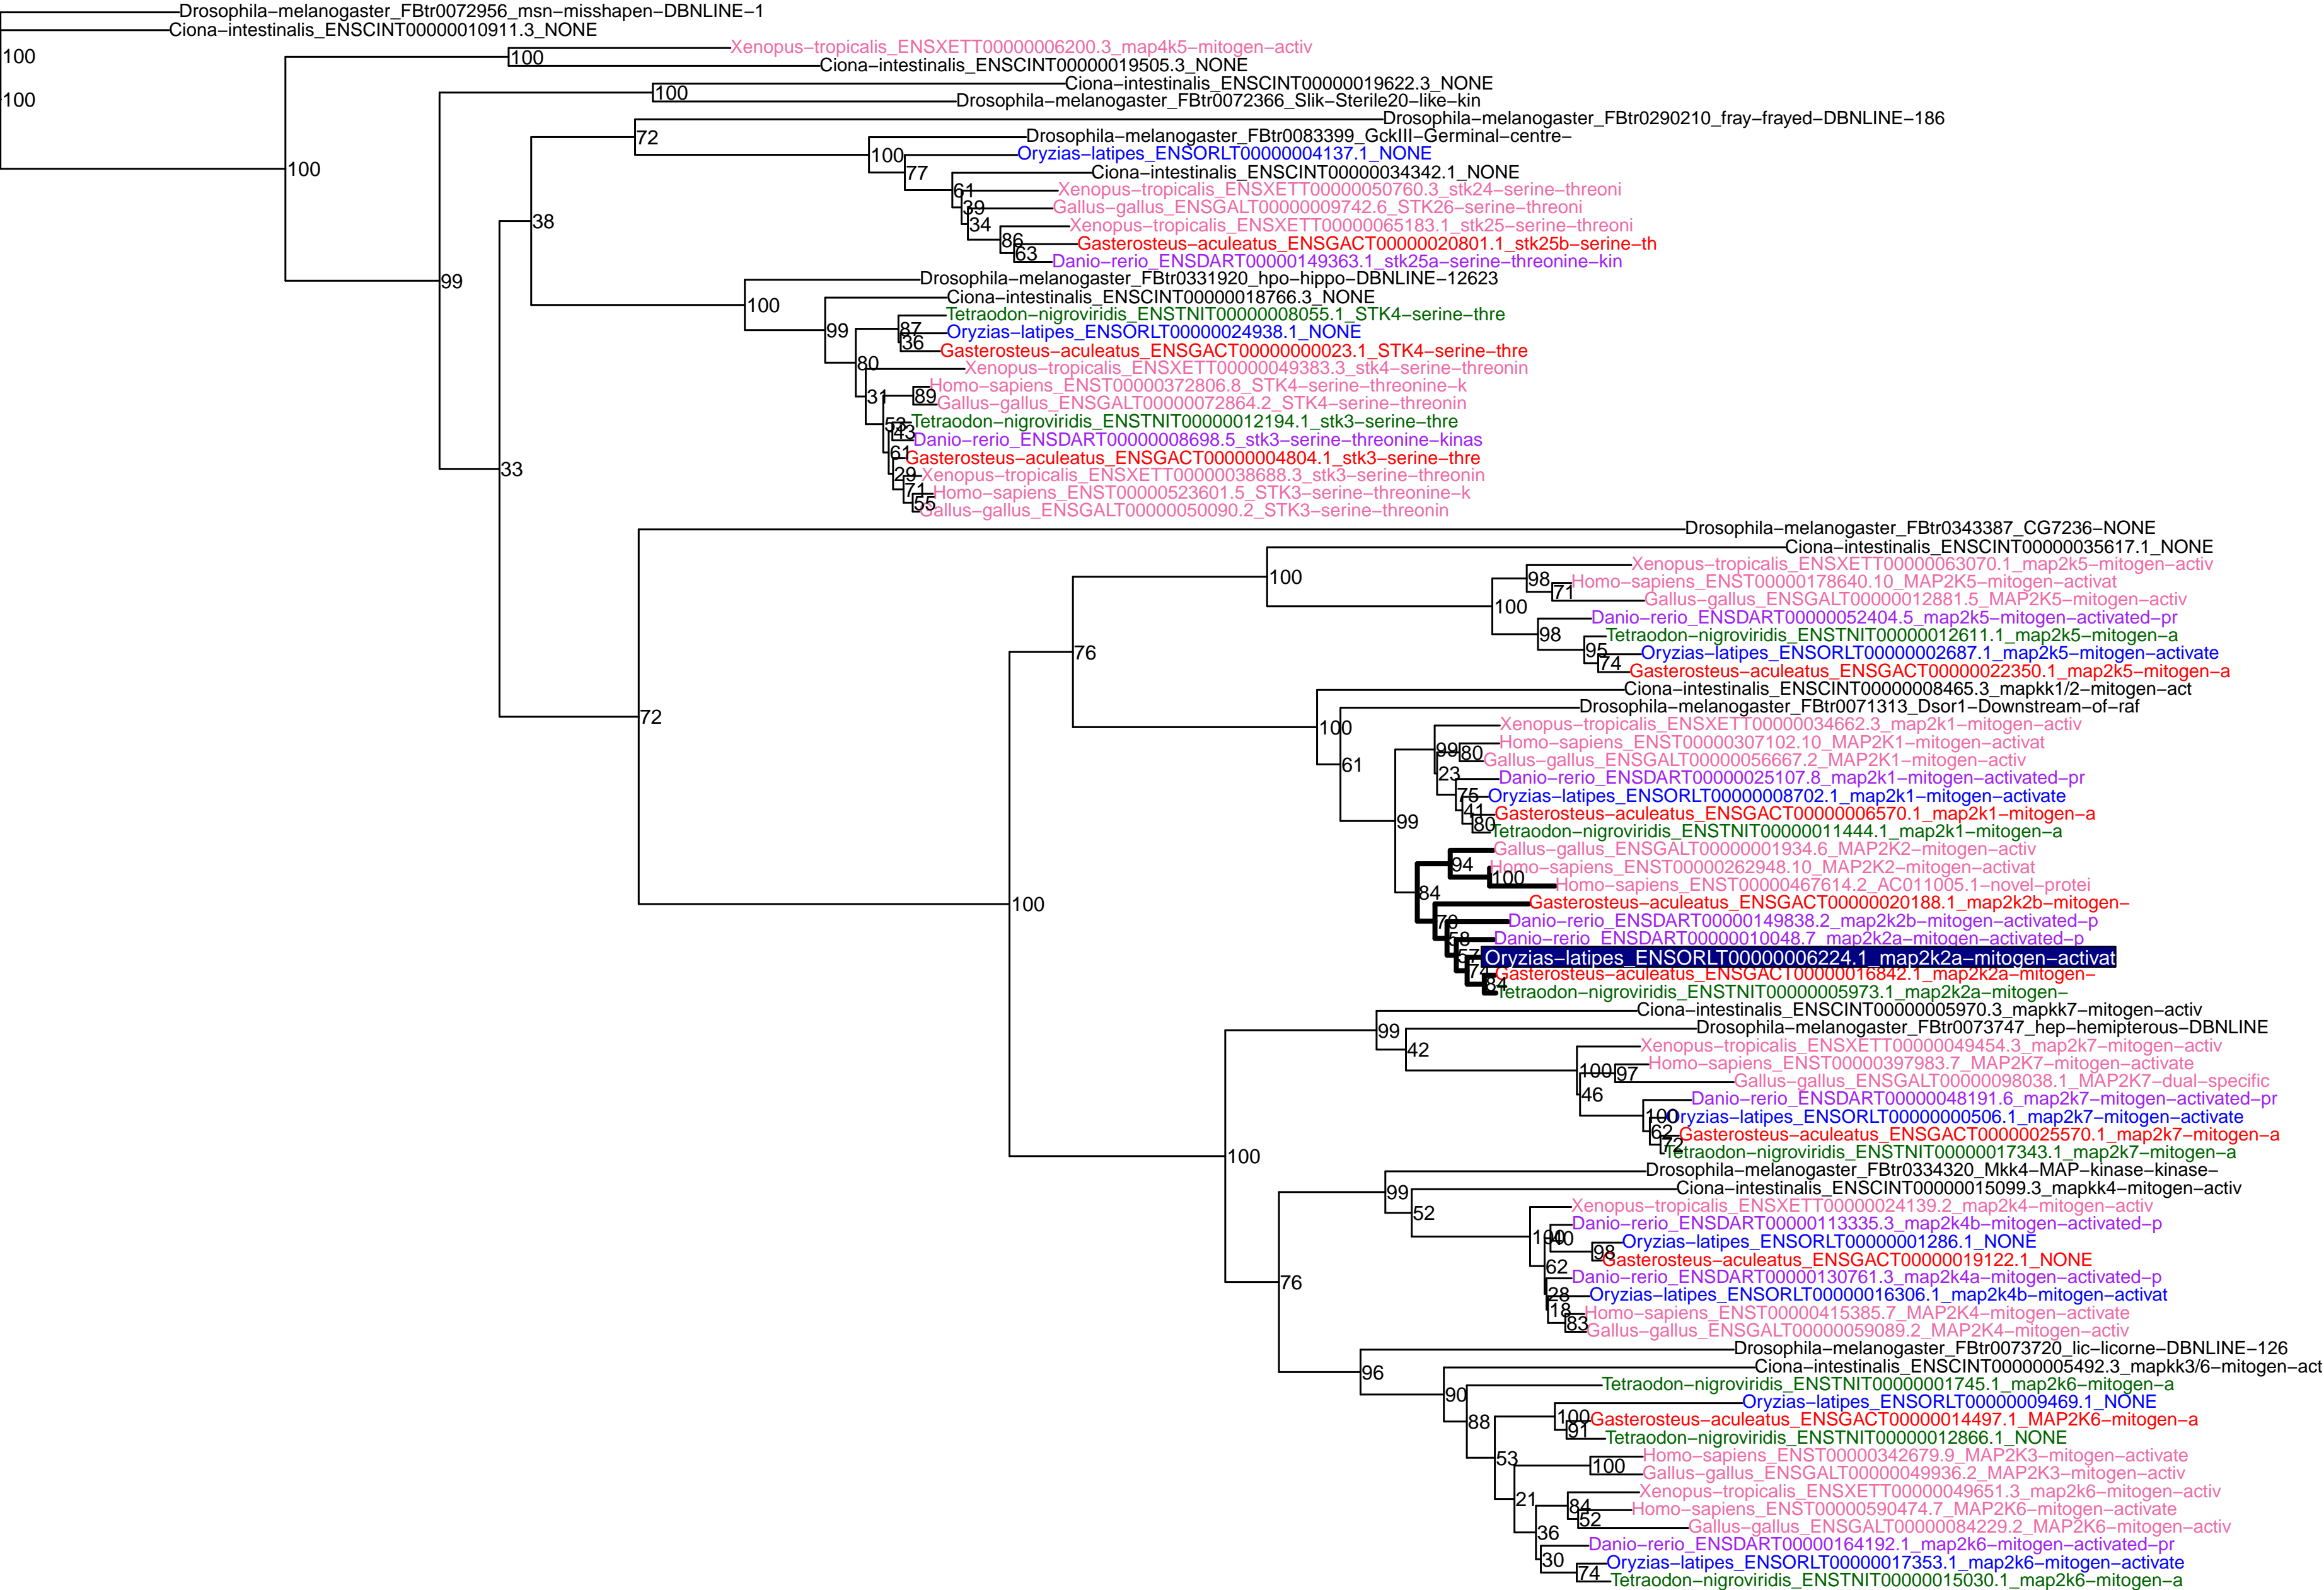 Drosophila−melanogaster_FBtr0072956_msn−misshapen−DBNLINE−1
Ciona−intestinalis_ENSCINT00000010911.3_NONE
100
Xenopus−tropicalis_ENSXETT00000006200.3_map4k5−mitogen−activ
100
Ciona−intestinalis_ENSCINT00000019505.3_NONE
Ciona−intestinalis_ENSCINT00000019622.3_NONE
100
100
Drosophila−melanogaster_FBtr0072366_Slik−Sterile20−like−kin
Drosophila−melanogaster_FBtr0290210_fray−frayed−DBNLINE−186
72
Drosophila−melanogaster_FBtr0083399_GckIII−Germinal−centre−
100
Oryzias−latipes_ENSORLT00000004137.1_NONE
100
77
Ciona−intestinalis_ENSCINT00000034342.1_NONE
61
Xenopus−tropicalis_ENSXETT00000050760.3_stk24−serine−threoni
39
Gallus−gallus_ENSGALT00000009742.6_STK26−serine−threoni
38
34
Xenopus−tropicalis_ENSXETT00000065183.1_stk25−serine−threoni
86
Gasterosteus−aculeatus_ENSGACT00000020801.1_stk25b−serine−th
63
Danio−rerio_ENSDART00000149363.1_stk25a−serine−threonine−kin
99
Drosophila−melanogaster_FBtr0331920_hpo−hippo−DBNLINE−12623
100
Ciona−intestinalis_ENSCINT00000018766.3_NONE
Tetraodon−nigroviridis_ENSTNIT00000008055.1_STK4−serine−thre
99
87
Oryzias−latipes_ENSORLT00000024938.1_NONE
36
Gasterosteus−aculeatus_ENSGACT00000000023.1_STK4−serine−thre
80
Xenopus−tropicalis_ENSXETT00000049383.3_stk4−serine−threonin
Homo−sapiens_ENST00000372806.8_STK4−serine−threonine−k
31
89
Gallus−gallus_ENSGALT00000072864.2_STK4−serine−threonin
53
Tetraodon−nigroviridis_ENSTNIT00000012194.1_stk3−serine−thre
43
Danio−rerio_ENSDART00000008698.5_stk3−serine−threonine−kinas
61
Gasterosteus−aculeatus_ENSGACT00000004804.1_stk3−serine−thre
33
29
Xenopus−tropicalis_ENSXETT00000038688.3_stk3−serine−threonin
71
Homo−sapiens_ENST00000523601.5_STK3−serine−threonine−k
55
Gallus−gallus_ENSGALT00000050090.2_STK3−serine−threonin
Drosophila−melanogaster_FBtr0343387_CG7236−NONE
Ciona−intestinalis_ENSCINT00000035617.1_NONE
Xenopus−tropicalis_ENSXETT00000063070.1_map2k5−mitogen−activ
100
98
Homo−sapiens_ENST00000178640.10_MAP2K5−mitogen−activat
71
Gallus−gallus_ENSGALT00000012881.5_MAP2K5−mitogen−activ
100
Danio−rerio_ENSDART00000052404.5_map2k5−mitogen−activated−pr
98
Tetraodon−nigroviridis_ENSTNIT00000012611.1_map2k5−mitogen−a
76
95
Oryzias−latipes_ENSORLT00000002687.1_map2k5−mitogen−activate
74
Gasterosteus−aculeatus_ENSGACT00000022350.1_map2k5−mitogen−a
Ciona−intestinalis_ENSCINT00000008465.3_mapkk1/2−mitogen−act
72
Drosophila−melanogaster_FBtr0071313_Dsor1−Downstream−of−raf
100
Xenopus−tropicalis_ENSXETT00000034662.3_map2k1−mitogen−activ
99
80
Homo−sapiens_ENST00000307102.10_MAP2K1−mitogen−activat
61
Gallus−gallus_ENSGALT00000056667.2_MAP2K1−mitogen−activ
23
Danio−rerio_ENSDART00000025107.8_map2k1−mitogen−activated−pr
75
Oryzias−latipes_ENSORLT00000008702.1_map2k1−mitogen−activate
41
Gasterosteus−aculeatus_ENSGACT00000006570.1_map2k1−mitogen−a
99
80
Tetraodon−nigroviridis_ENSTNIT00000011444.1_map2k1−mitogen−a
Gallus−gallus_ENSGALT00000001934.6_MAP2K2−mitogen−activ
94
Homo−sapiens_ENST00000262948.10_MAP2K2−mitogen−activat
100
Homo−sapiens_ENST00000467614.2_AC011005.1−novel−protei
84
Gasterosteus−aculeatus_ENSGACT00000020188.1_map2k2b−mitogen−
100
70
Danio−rerio_ENSDART00000149838.2_map2k2b−mitogen−activated−p
58
Danio−rerio_ENSDART00000010048.7_map2k2a−mitogen−activated−p
57
Oryzias−latipes_ENSORLT00000006224.1_map2k2a−mitogen−activat
74
Gasterosteus−aculeatus_ENSGACT00000016842.1_map2k2a−mitogen−
84
Tetraodon−nigroviridis_ENSTNIT00000005973.1_map2k2a−mitogen−
Ciona−intestinalis_ENSCINT00000005970.3_mapkk7−mitogen−activ
99
Drosophila−melanogaster_FBtr0073747_hep−hemipterous−DBNLINE
42
Xenopus−tropicalis_ENSXETT00000049454.3_map2k7−mitogen−activ
100
97
Homo−sapiens_ENST00000397983.7_MAP2K7−mitogen−activate
Gallus−gallus_ENSGALT00000098038.1_MAP2K7−dual−specific
46
Danio−rerio_ENSDART00000048191.6_map2k7−mitogen−activated−pr
100
Oryzias−latipes_ENSORLT00000000506.1_map2k7−mitogen−activate
62
Gasterosteus−aculeatus_ENSGACT00000025570.1_map2k7−mitogen−a
72
Tetraodon−nigroviridis_ENSTNIT00000017343.1_map2k7−mitogen−a
100
Drosophila−melanogaster_FBtr0334320_Mkk4−MAP−kinase−kinase−
99
Ciona−intestinalis_ENSCINT00000015099.3_mapkk4−mitogen−activ
52
Xenopus−tropicalis_ENSXETT00000024139.2_map2k4−mitogen−activ
Danio−rerio_ENSDART00000113335.3_map2k4b−mitogen−activated−p
100
40
Oryzias−latipes_ENSORLT00000001286.1_NONE
98
Gasterosteus−aculeatus_ENSGACT00000019122.1_NONE
62
Danio−rerio_ENSDART00000130761.3_map2k4a−mitogen−activated−p
76
28
Oryzias−latipes_ENSORLT00000016306.1_map2k4b−mitogen−activat
18
Homo−sapiens_ENST00000415385.7_MAP2K4−mitogen−activate
83
Gallus−gallus_ENSGALT00000059089.2_MAP2K4−mitogen−activ
Drosophila−melanogaster_FBtr0073720_lic−licorne−DBNLINE−126
96
Ciona−intestinalis_ENSCINT00000005492.3_mapkk3/6−mitogen−act
90
Tetraodon−nigroviridis_ENSTNIT00000001745.1_map2k6−mitogen−a
Oryzias−latipes_ENSORLT00000009469.1_NONE
88
100
Gasterosteus−aculeatus_ENSGACT00000014497.1_MAP2K6−mitogen−a
91
Tetraodon−nigroviridis_ENSTNIT00000012866.1_NONE
53
Homo−sapiens_ENST00000342679.9_MAP2K3−mitogen−activate
100
Gallus−gallus_ENSGALT00000049936.2_MAP2K3−mitogen−activ
21
Xenopus−tropicalis_ENSXETT00000049651.3_map2k6−mitogen−activ
84
Homo−sapiens_ENST00000590474.7_MAP2K6−mitogen−activate
52
Gallus−gallus_ENSGALT00000084229.2_MAP2K6−mitogen−activ
36
Danio−rerio_ENSDART00000164192.1_map2k6−mitogen−activated−pr
30
Oryzias−latipes_ENSORLT00000017353.1_map2k6−mitogen−activate
74
Tetraodon−nigroviridis_ENSTNIT00000015030.1_map2k6−mitogen−a